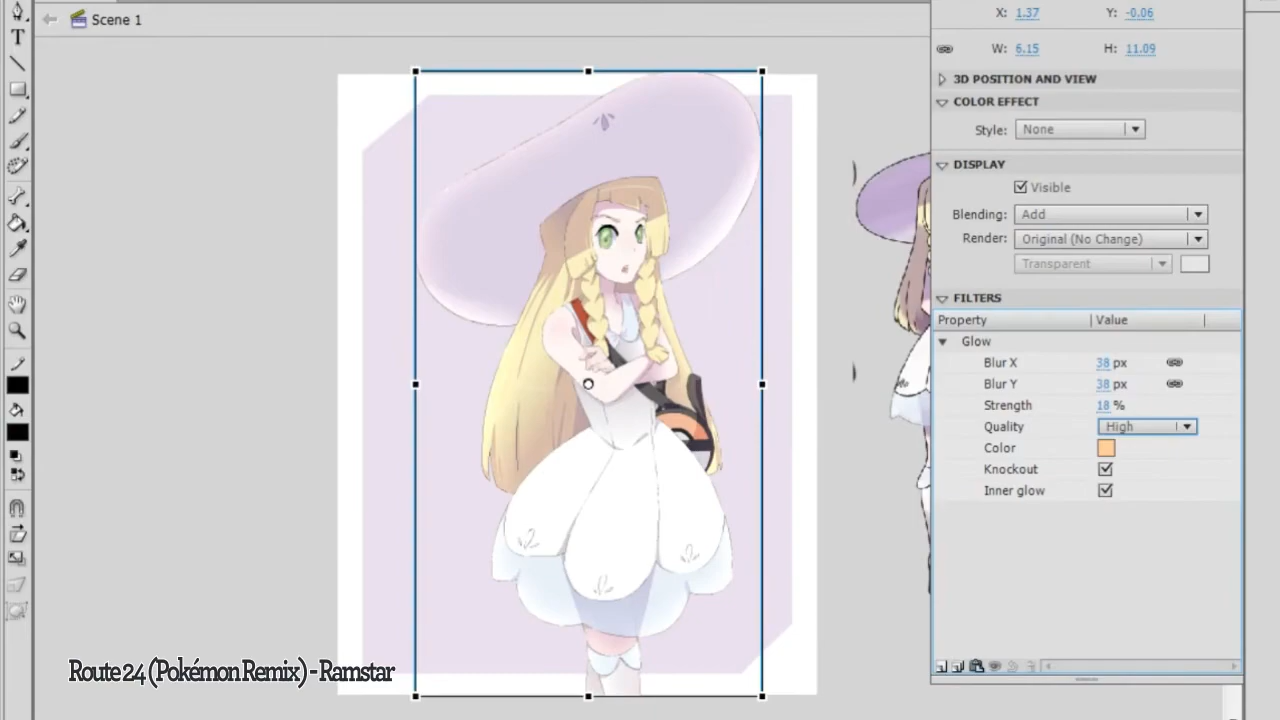 Scene 1
X: 1.37 Y: -0.06
W: 6.15 H: 11.09
3D POSITION AND VIEW
COLOR EFFECT
Style: None
DISPLAY
Visible
Blending: Add
Render: Original (No Change)
Transparent
FILTERS
Property Value
Glow
Blur X 38 px
Blur Y 38 px
Strength 18 %
Quality High
Color
Knockout
Inner glow
Route 24 (Pokémon Remix) - Ramstar